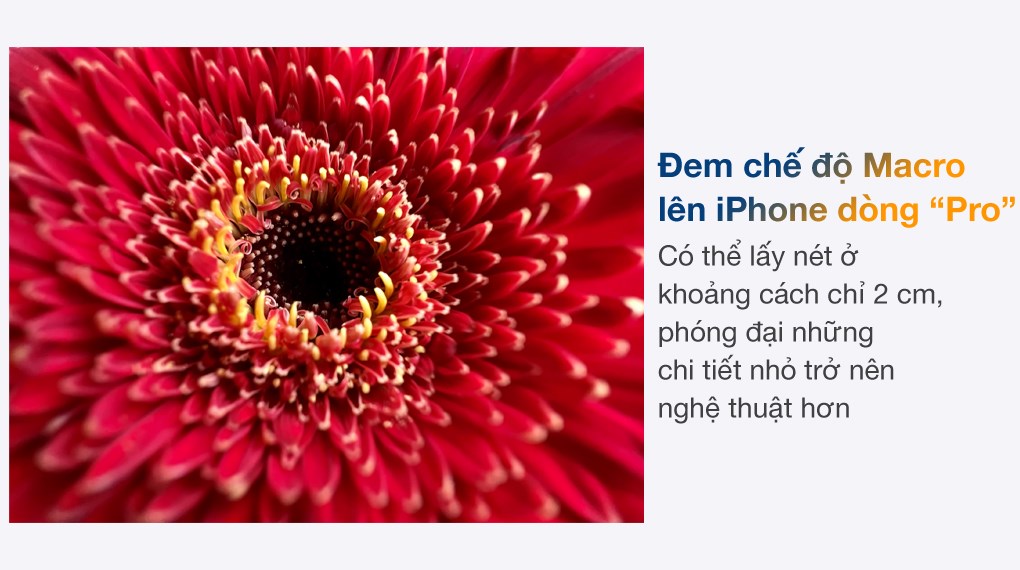 Đem chế độ Macro
lên iPhone dòng “Pro”
Có thể lấy nét ở
khoảng cách chỉ 2 cm,
phóng đại những
chi tiết nhỏ trở nên
nghệ thuật hơn